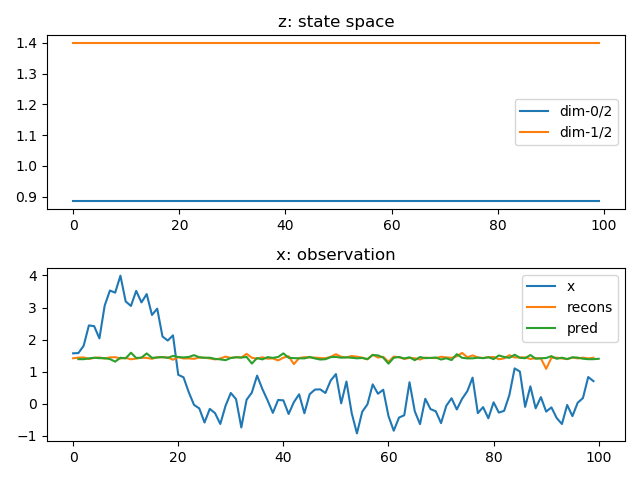 z: state space
1.4
1.3
1.2
1.1
1.0
0.9
dim-0/2
dim-1/2
0 20 40 60 80 100
x: observation
4
3
2
1
0
−1
x
recons
pred
0 20 40 60 80 100